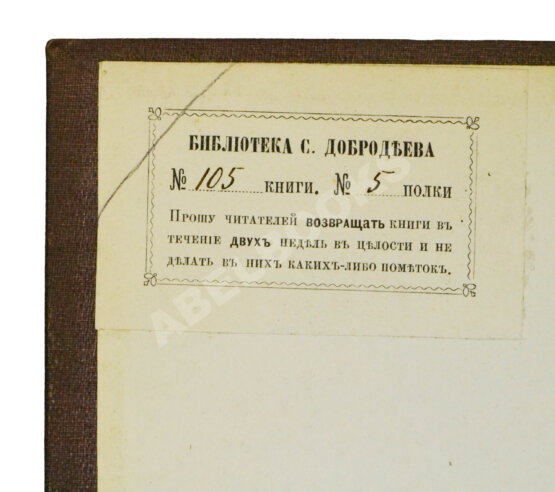 БИБЛІОТЕКА С. ДОБРОДѢЕВА
№ 105 КНИГИ. № 5 ПОЛКИ
ПРОШУ ЧИТАТЕЛЕЙ ВОЗВРАЩАТЬ КНИГИ ВЪ
ТЕЧЕНІЕ ДВУХЪ НЕДѢЛЬ ВЪ ЦѢЛОСТИ И НЕ
ДѢЛАТЬ ВЪ НИХЪ КАКИХЪ-ЛИБО ПОМѢТОКЪ.